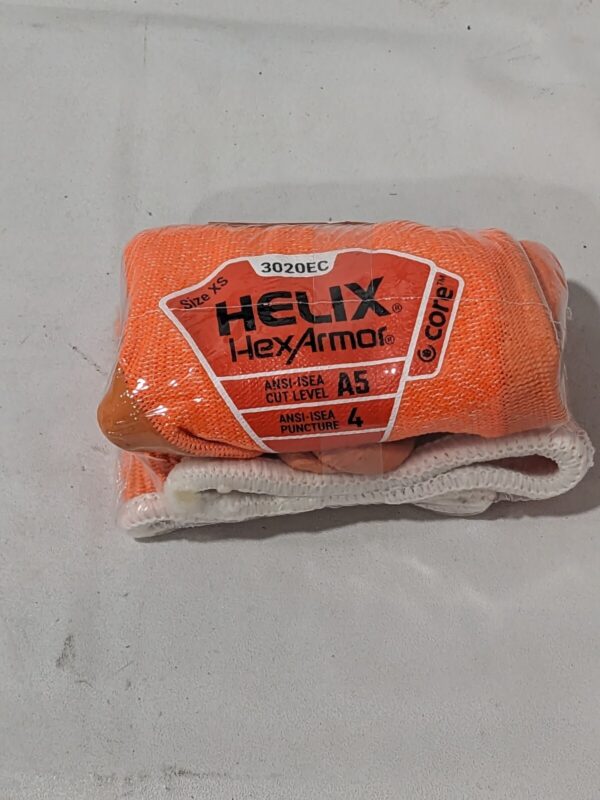 3020EC
Size XS
HELIX®
HexArmor®
core™
ANSI-ISEA
CUT LEVEL A5
ANSI-ISEA
PUNCTURE 4